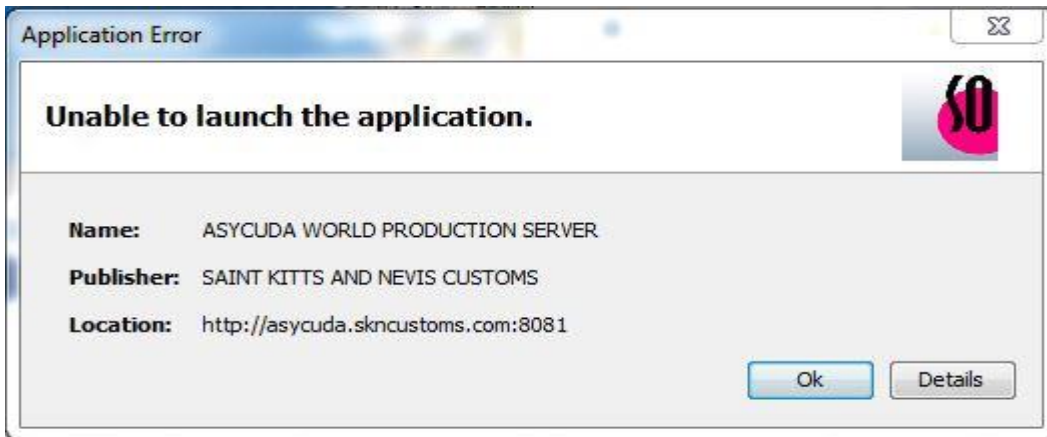 Application Error
Unable to launch the application.
SO
Name: ASYCUDA WORLD PRODUCTION SERVER
Publisher: SAINT KITTS AND NEVIS CUSTOMS
Location: http://asycuda.skncustoms.com:8081
Ok Details